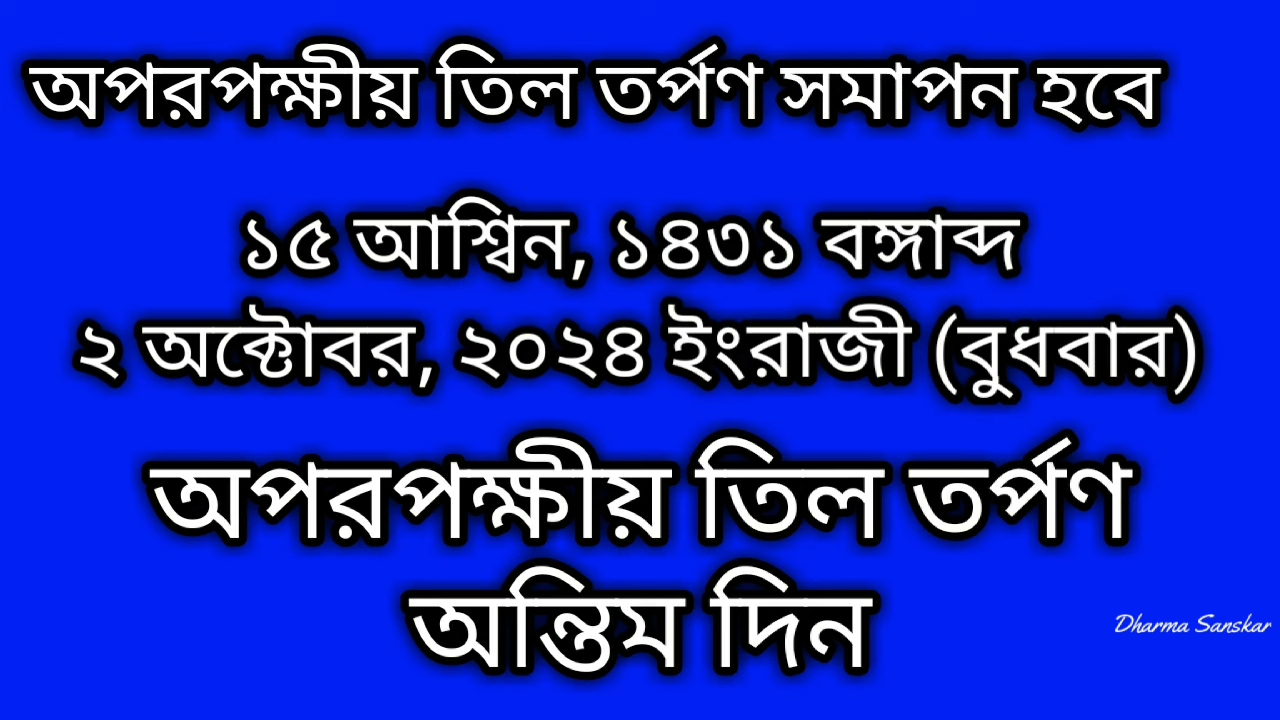 অপরপক্ষীয় তিল তর্পণ সমাপন হবে
১৫ আশ্বিন, ১৪৩১ বঙ্গাব্দ
২ অক্টোবর, ২০২৪ ইংরাজী (বুধবার)
অপরপক্ষীয় তিল তর্পণ
অন্তিম দিন
Dharma Sanskar